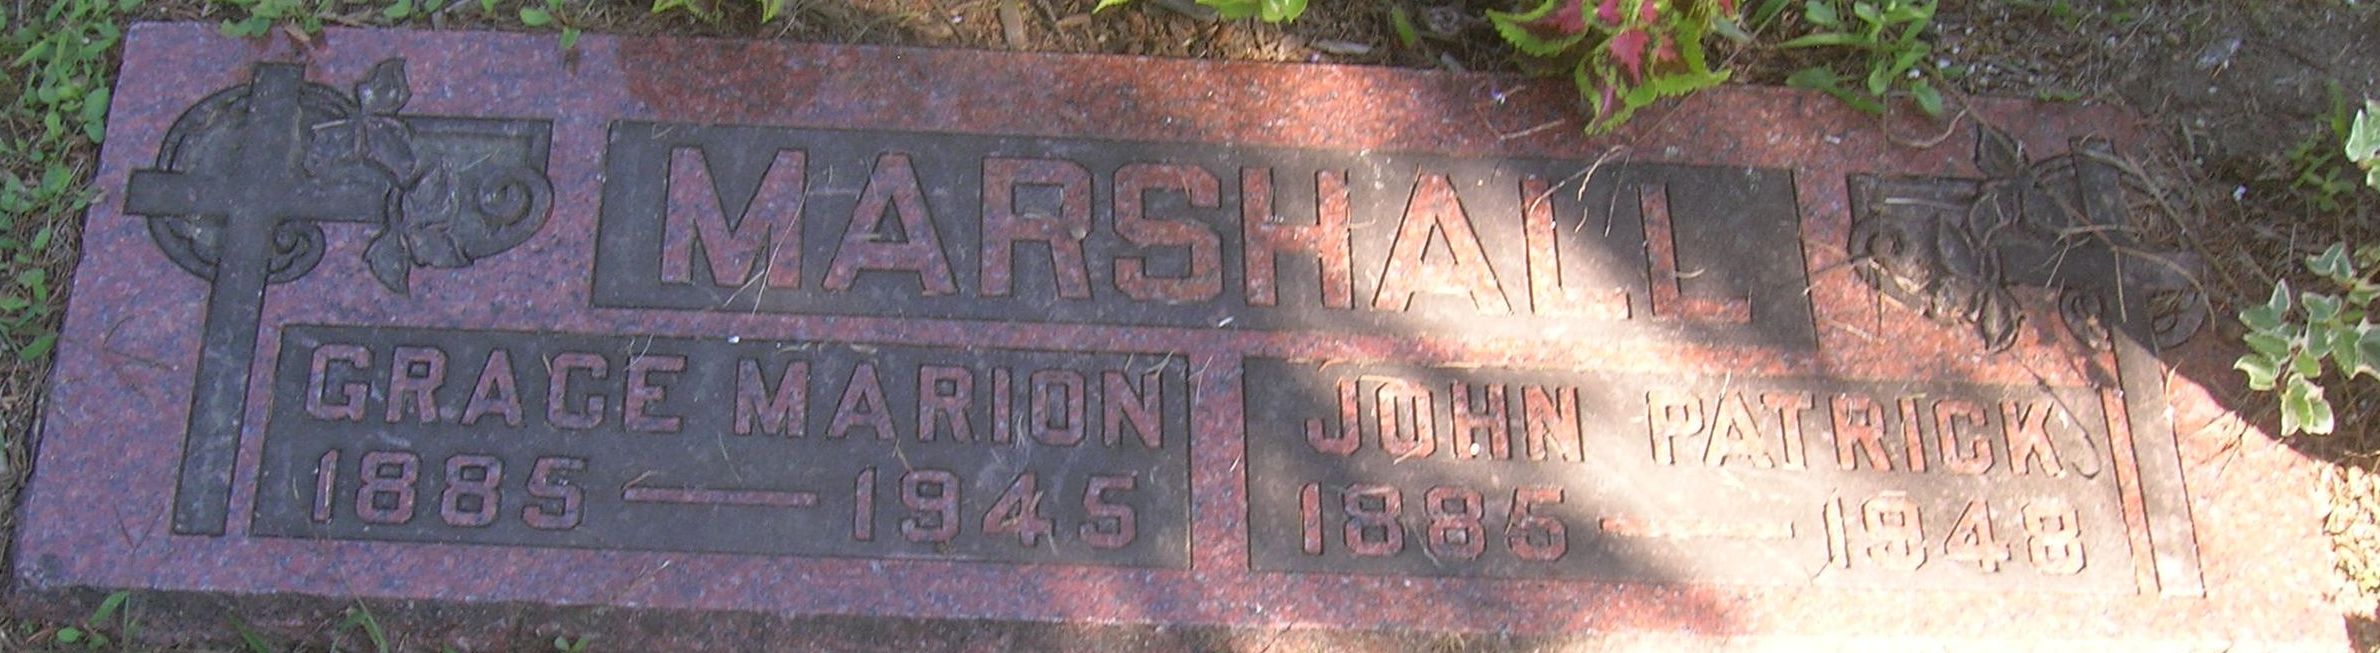 MARSHALL
GRACE MARION
1885 — 1945
JOHN PATRICK
1885 — 1948